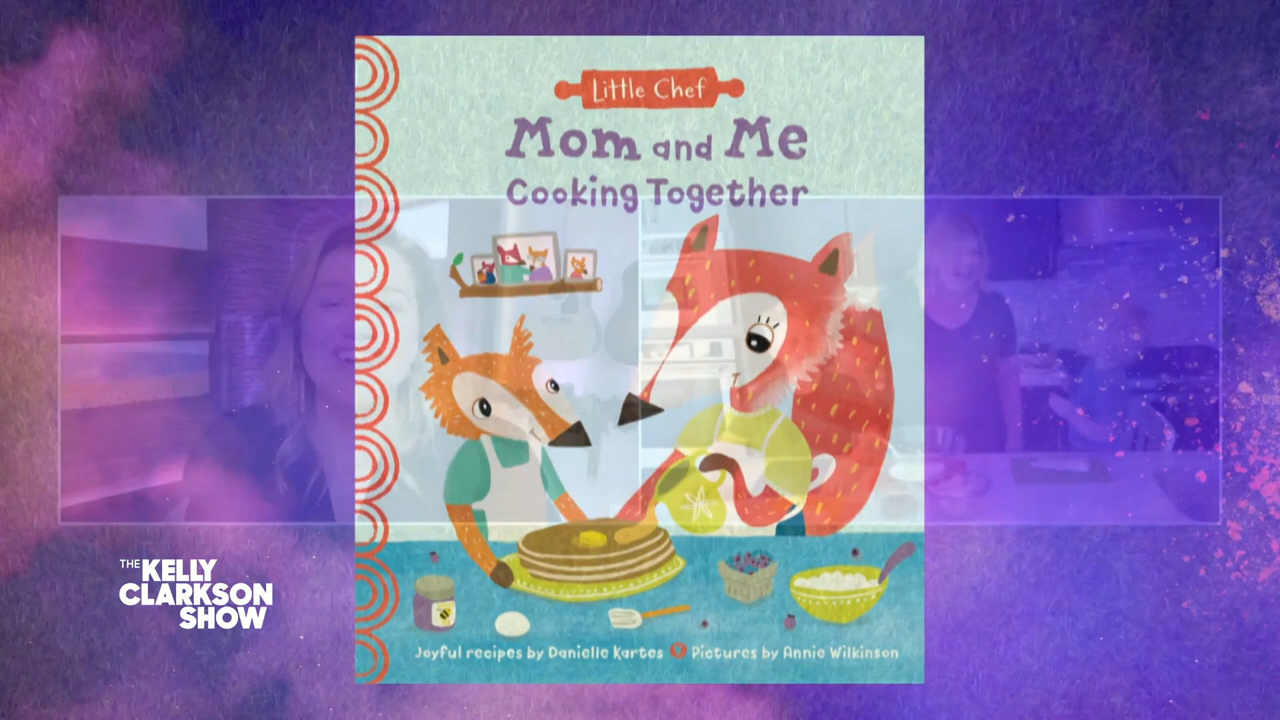 Little Chef
Mom and Me
Cooking Together
Joyful recipes by Danielle Kartes Pictures by Annie Wilkinson
THE KELLY
CLARKSON
SHOW